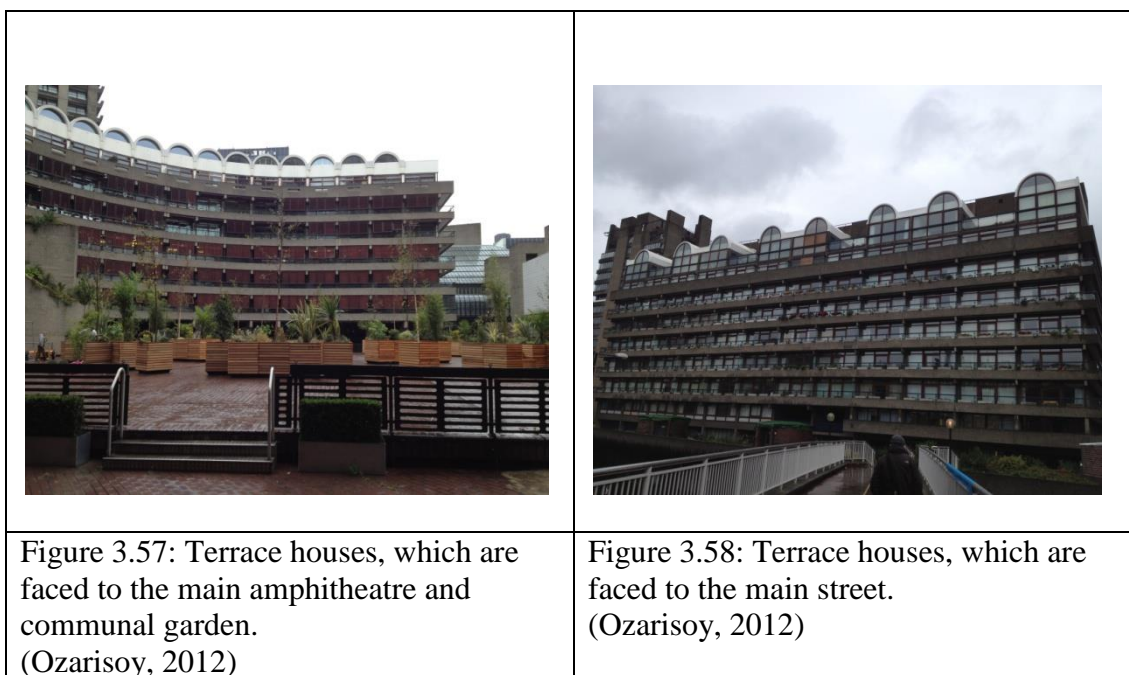 Figure 3.57: Terrace houses, which are
faced to the main amphitheatre and
communal garden.
(Ozarisoy, 2012)
Figure 3.58: Terrace houses, which are
faced to the main street.
(Ozarisoy, 2012)